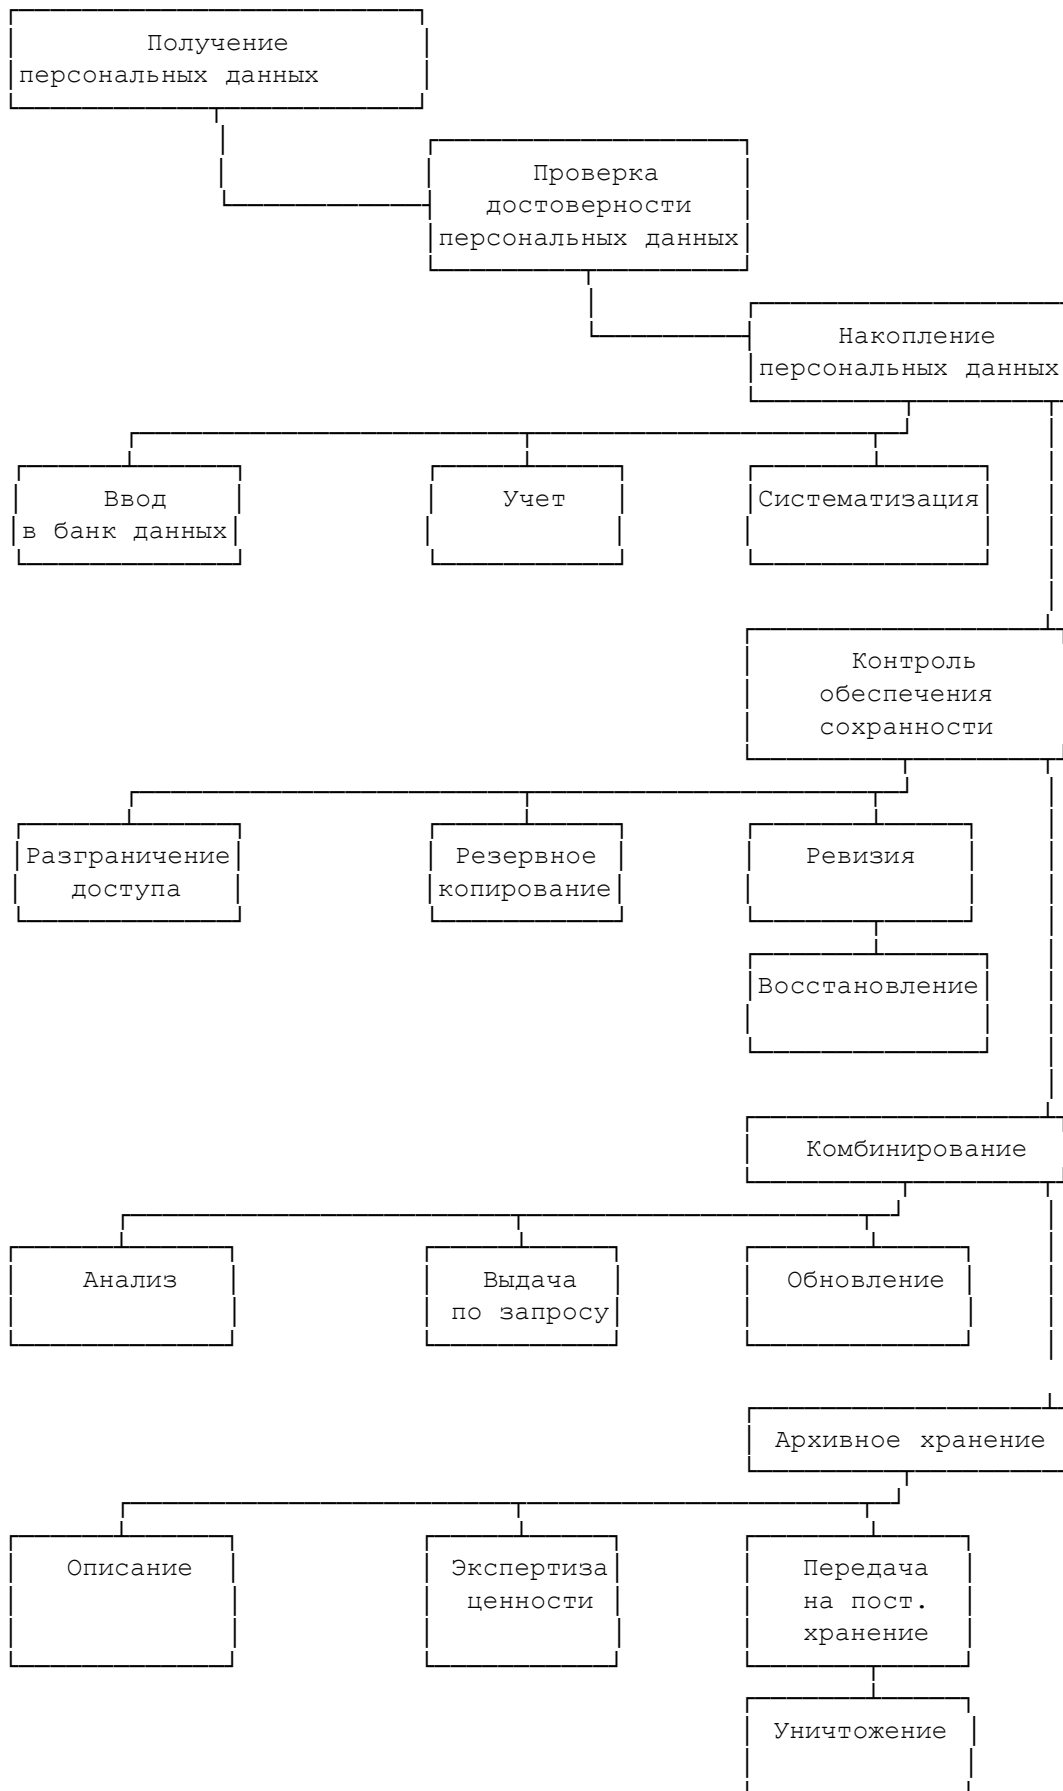 Получение
персональных данных
Проверка
достоверности
персональных данных
Накопление
персональных данных
Ввод
в банк данных
Учет
Систематизация
Контроль
обеспечения
сохранности
Разграничение
доступа
Резервное
копирование
Ревизия
Восстановление
Комбинирование
Анализ
Выдача
по запросу
Обновление
Архивное хранение
Описание
Экспертиза
ценности
Передача
на пост.
хранение
Уничтожение